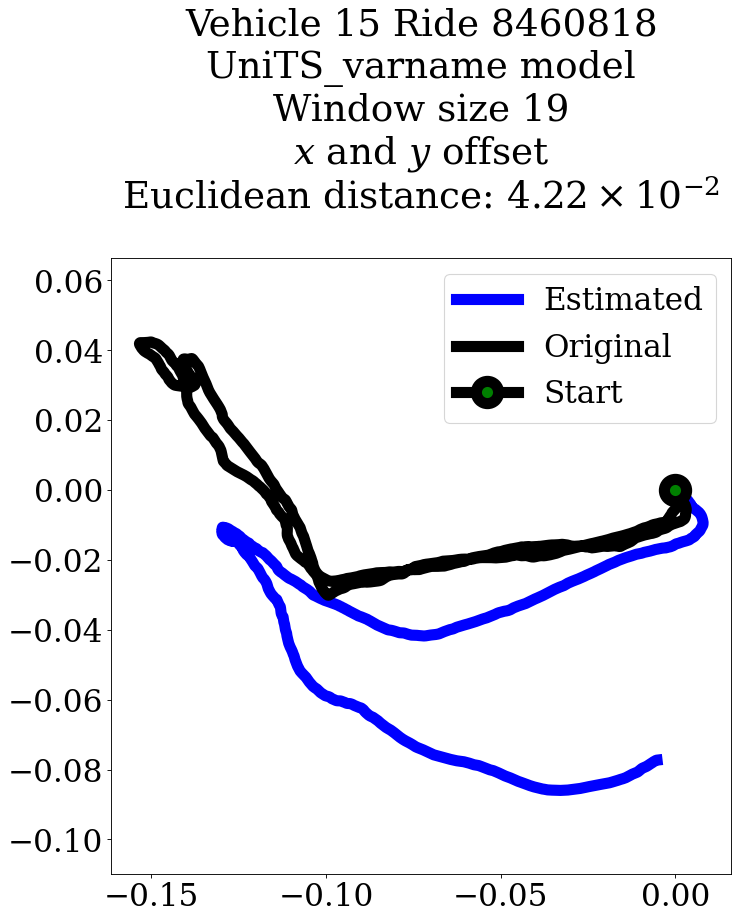 Vehicle 15 Ride 8460818
UniTS_varname model
Window size 19
x and y offset
Euclidean distance: 4.22 × 10⁻²
Estimated
Original
Start
0.06
0.04
0.02
0.00
−0.02
−0.04
−0.06
−0.08
−0.10
−0.15 −0.10 −0.05 0.00